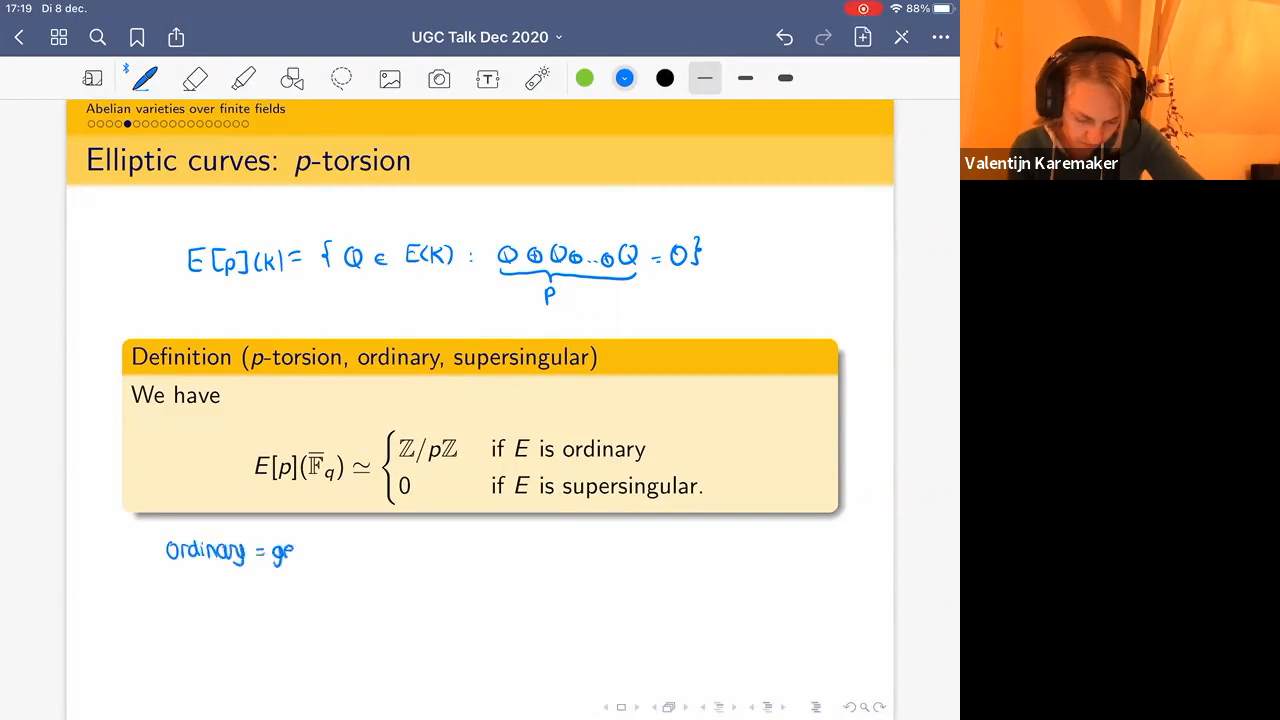 17:19 Di 8 dec.
88%
UGC Talk Dec 2020
Abelian varieties over finite fields
Elliptic curves: p-torsion
E[p](K) = { Q ∈ E(K) : Q ⊕ Q ⊕ .. ⊕ Q = O }
p
Definition (p-torsion, ordinary, supersingular)
We have
E[p](F̅_q) ≃ { ℤ/pℤ if E is ordinary
0 if E is supersingular.
ordinary = ge
Valentijn Karemaker